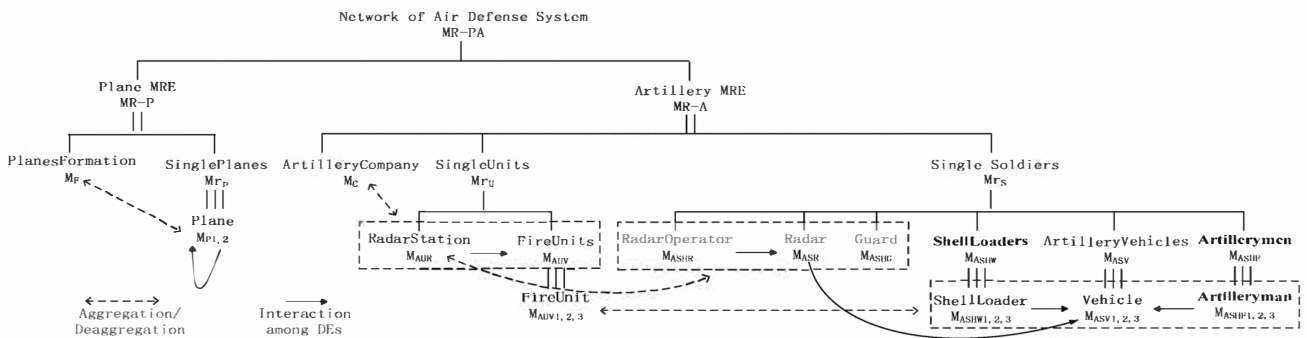 Network of Air Defense System
MR-PA
Plane MRE
MR-P
Artillery MRE
MR-A
PlanesFormation
MF
SinglePlanes
MrP
ArtilleryCompany
MC
SingleUnits
MrU
Single Soldiers
MrS
Plane
MP1,2
RadarStation
MAUR
FireUnits
MAUV
RadarOperator
MASHR
Radar
MASR
Guard
MASHG
ShellLoaders
MASHW
ArtilleryVehicles
MASV
Artillerymen
MASHF
FireUnit
MAUV1,2,3
ShellLoader
MASHW1,2,3
Vehicle
MASV1,2,3
Artilleryman
MASHF1,2,3
Aggregation/
Deaggregation
Interaction
among DEs